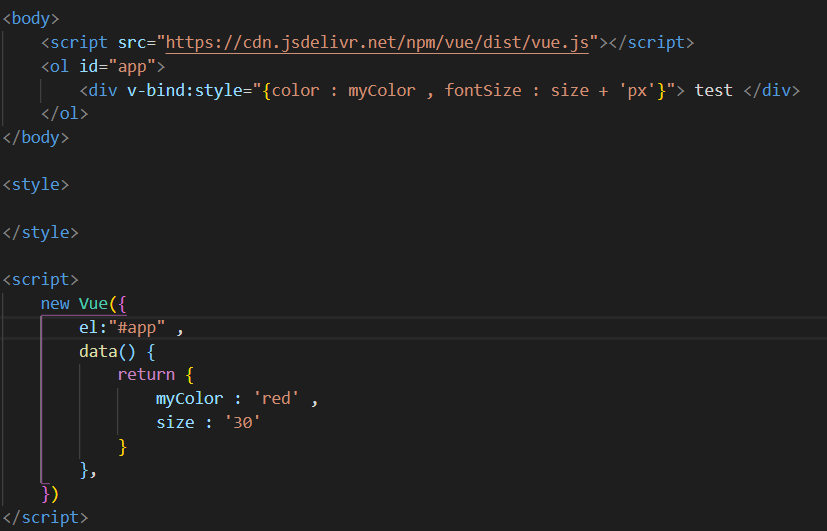 <body>
    <script src="https://cdn.jsdelivr.net/npm/vue/dist/vue.js"></script>
    <ol id="app">
        <div v-bind:style="{color : myColor , fontSize : size + 'px'}"> test </div>
    </ol>
</body>

<style>

</style>

<script>
    new Vue({
        el:"#app" ,
        data() {
            return {
                myColor : 'red' ,
                size : '30'
            }
        },
    })
</script>